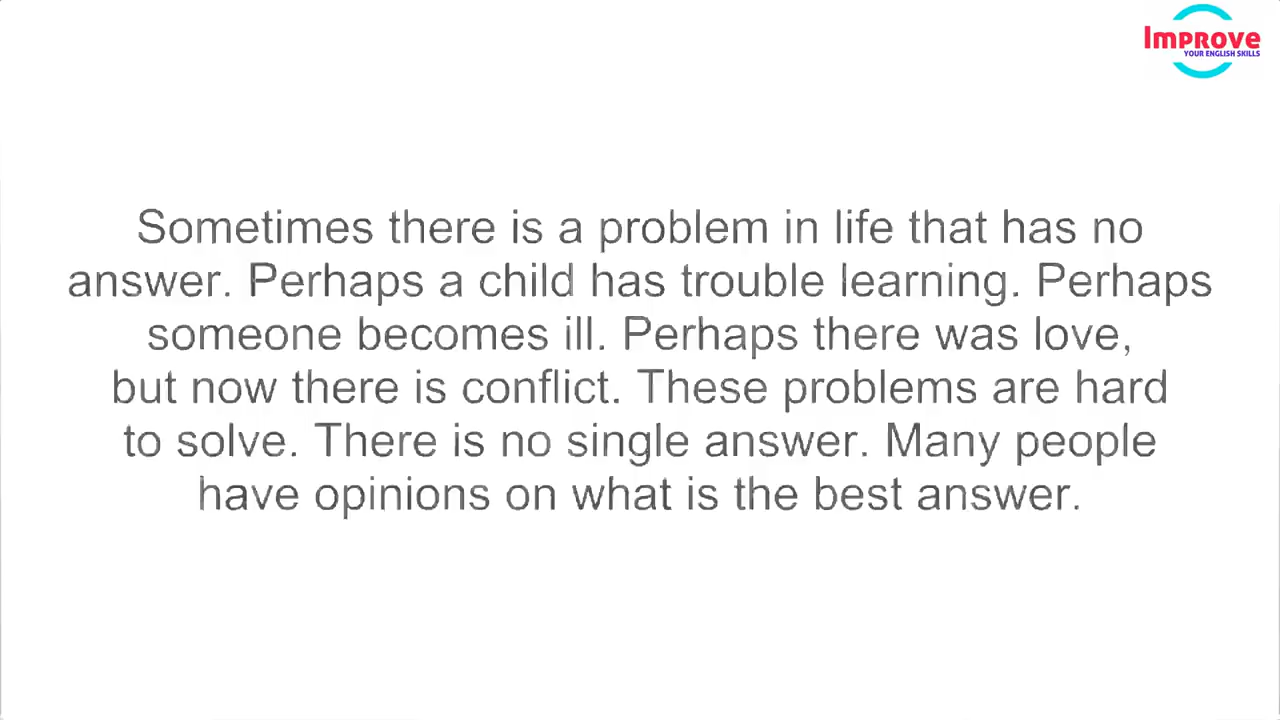 Improve
YOUR ENGLISH SKILLS
Sometimes there is a problem in life that has no
answer. Perhaps a child has trouble learning. Perhaps
someone becomes ill. Perhaps there was love,
but now there is conflict. These problems are hard
to solve. There is no single answer. Many people
have opinions on what is the best answer.